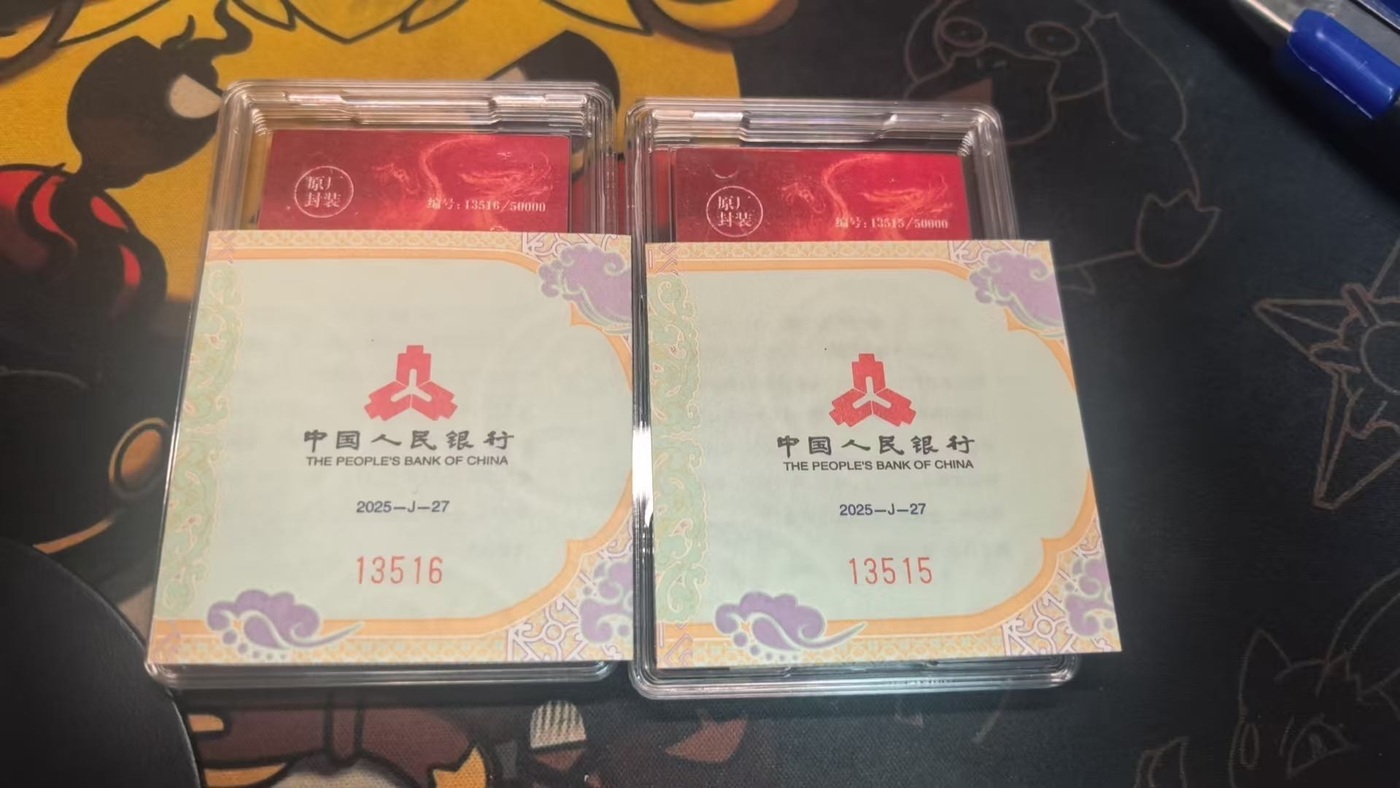 原厂
封装
编号:13516/50000
中国人民银行
THE PEOPLE'S BANK OF CHINA
2025—J—27
13516
原厂
封装
编号:13515/50000
中国人民银行
THE PEOPLE'S BANK OF CHINA
2025—J—27
13515